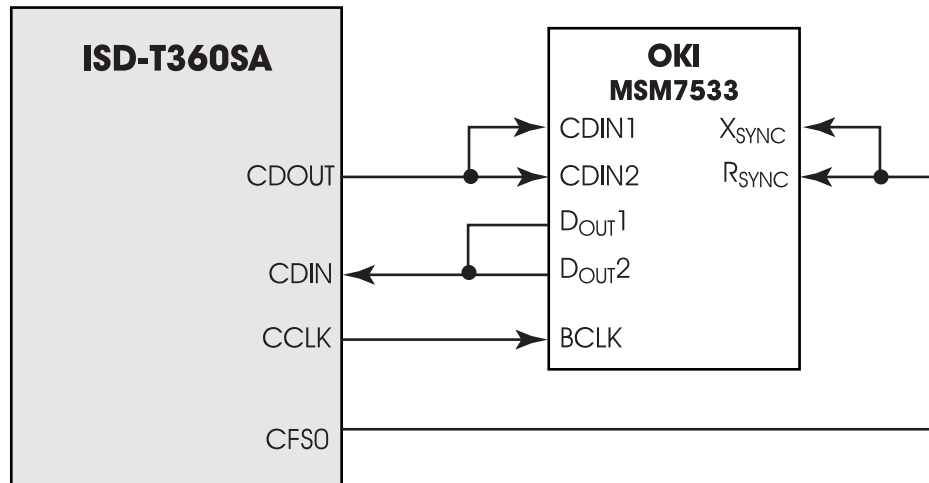 ISD-T360SA
CDOUT
CDIN
CCLK
CFS0
OKI
MSM7533
CDIN1
CDIN2
DOUT1
DOUT2
BCLK
XSYNC
RSYNC